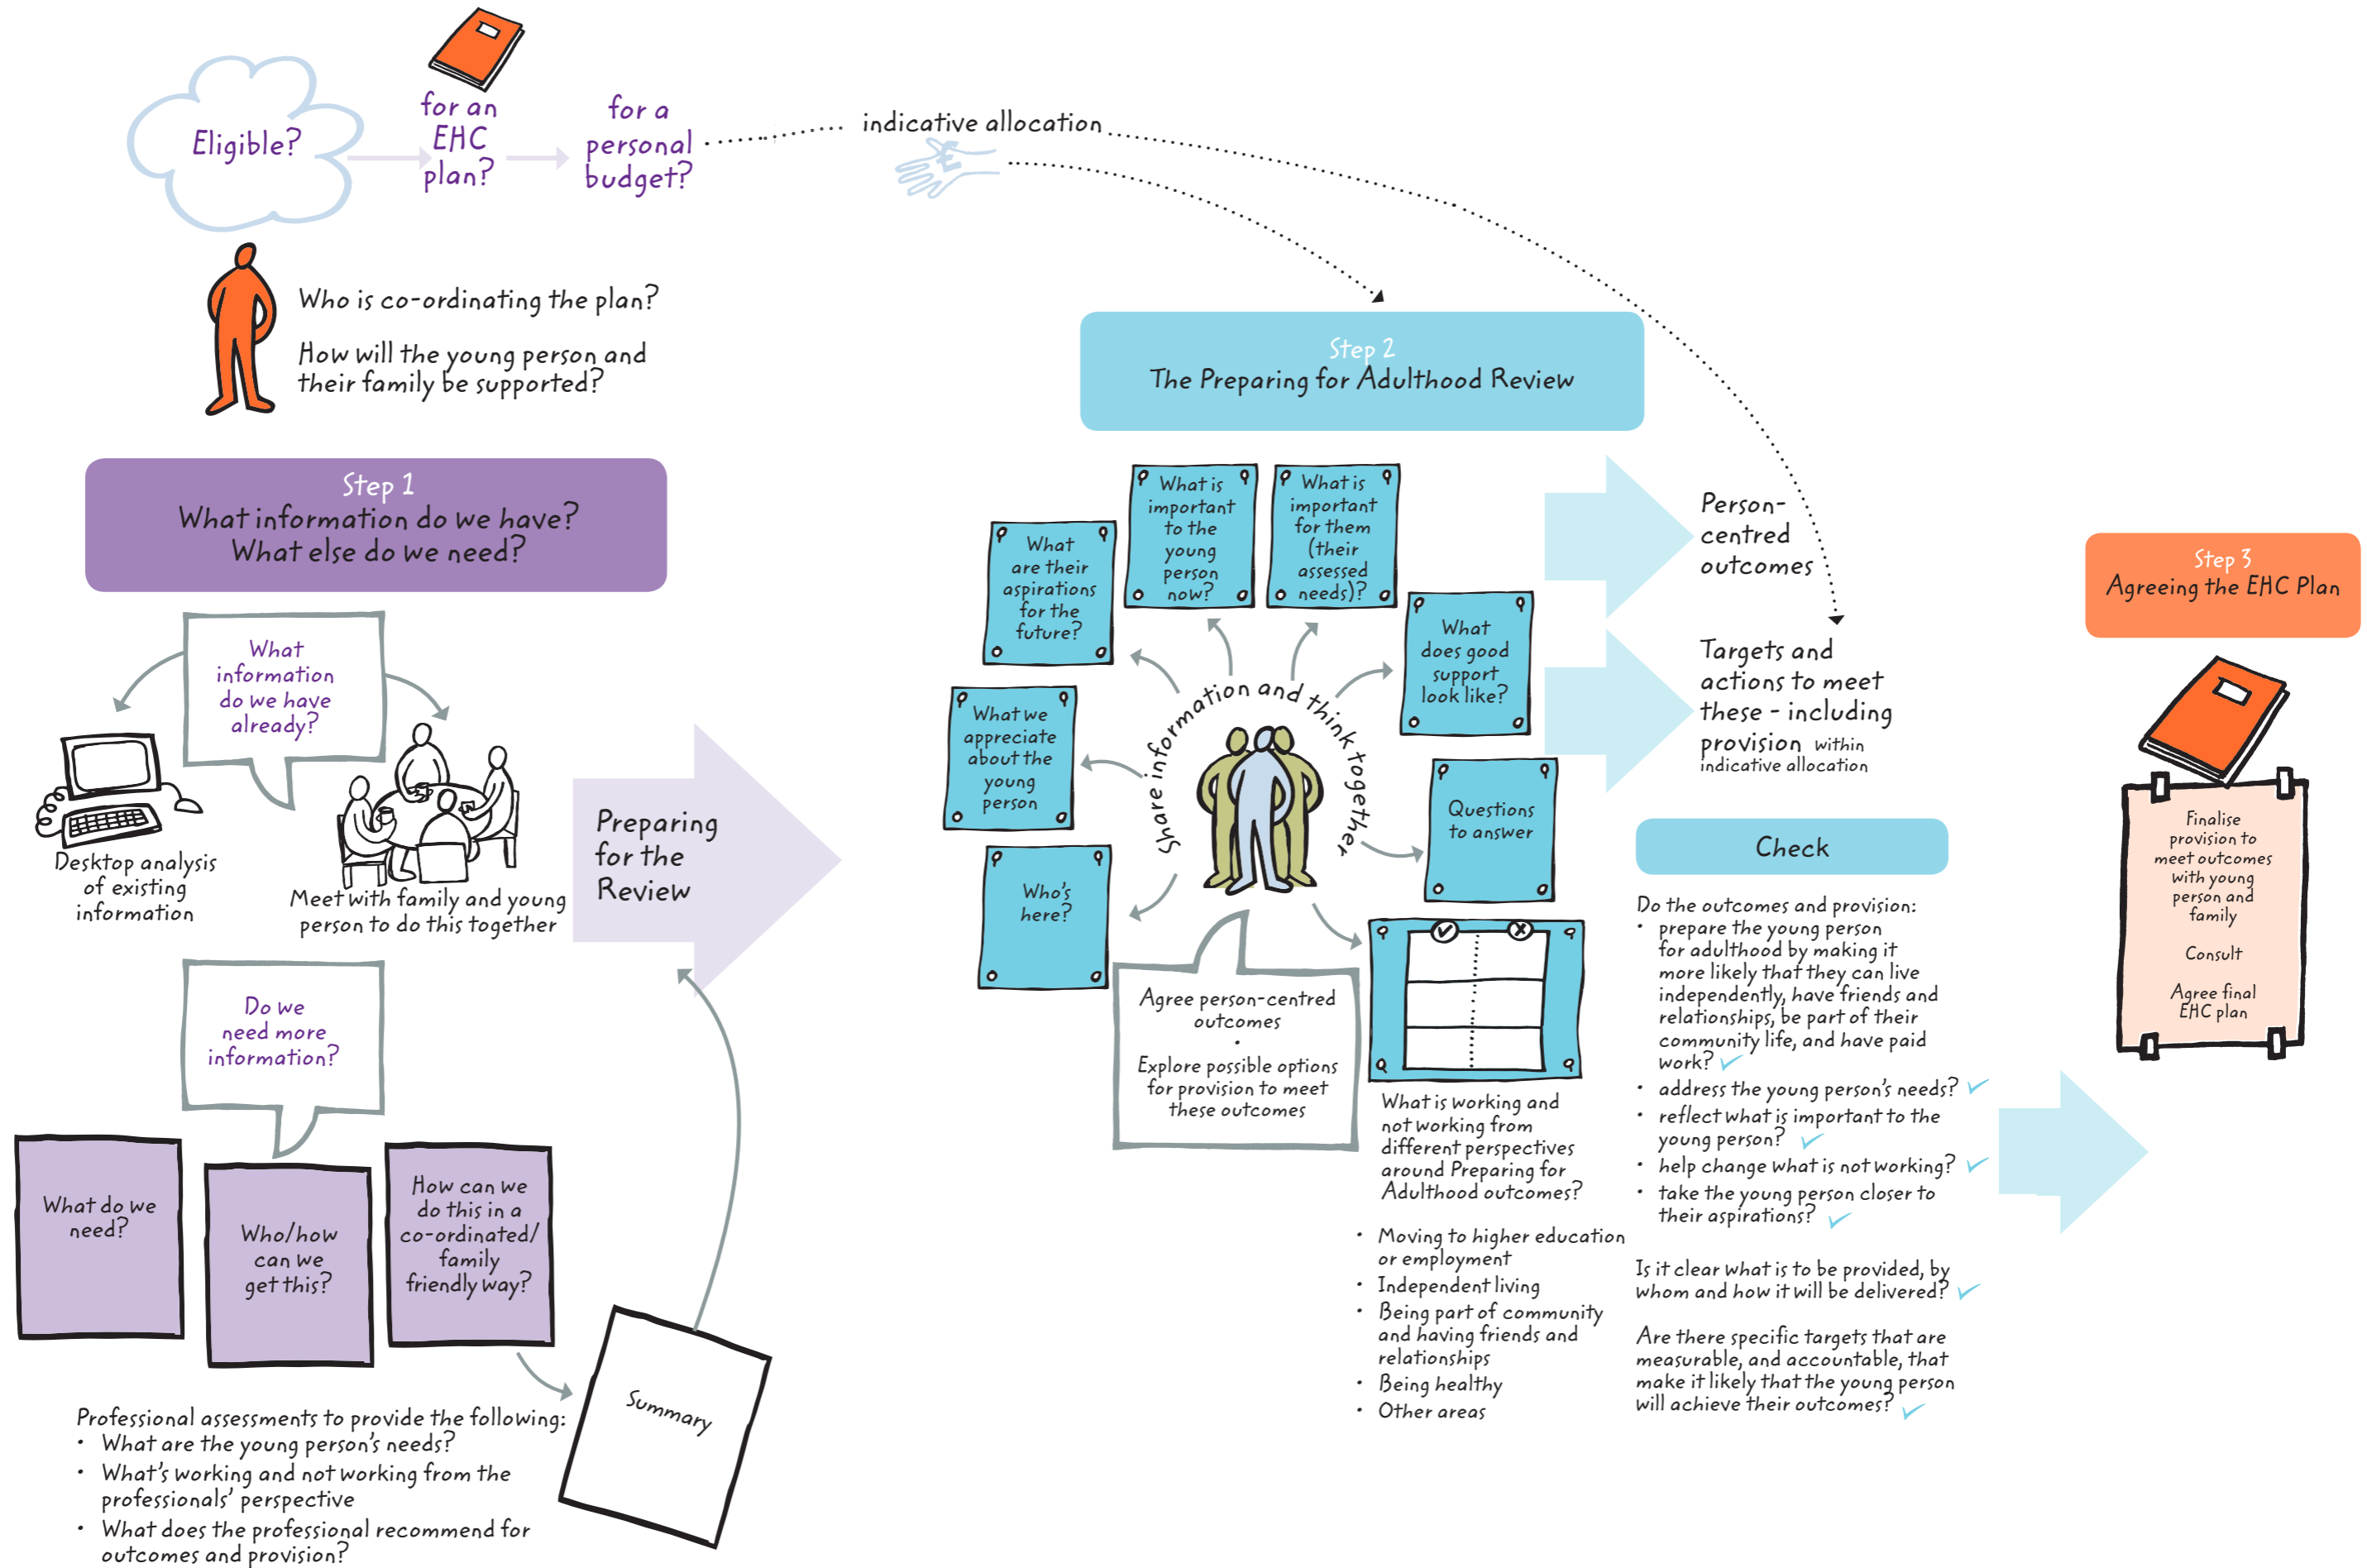 Eligible?
for an
EHC
plan?
for a
personal
budget?
indicative allocation
£
Who is co-ordinating the plan?
How will the young person and
their family be supported?
Step 1
What information do we have?
What else do we need?
What
information
do we have
already?
Desktop analysis
of existing
information
Meet with family and young
person to do this together
Do we
need more
information?
What do we
need?
Who/how
can we
get this?
How can we
do this in a
co-ordinated/
family
friendly way?
Professional assessments to provide the following:
• What are the young person's needs?
• What's working and not working from the
professionals' perspective
• What does the professional recommend for
outcomes and provision?
Summary
Preparing
for the
Review
Step 2
The Preparing for Adulthood Review
Who's
here?
What we
appreciate
about the
young
person
What
are their
aspirations
for the
future?
What is
important
to the
young
person
now?
What is
important
for them
(their
assessed
needs)?
What
does good
support
look like?
Questions
to answer
Share information and think together
Agree person-centred
outcomes
•
Explore possible options
for provision to meet
these outcomes
What is working and
not working from
different perspectives
around Preparing for
Adulthood outcomes?
• Moving to higher education
or employment
• Independent living
• Being part of community
and having friends and
relationships
• Being healthy
• Other areas
Person-
centred
outcomes
Targets and
actions to meet
these - including
provision within
indicative allocation
Check
Do the outcomes and provision:
• prepare the young person
for adulthood by making it
more likely that they can live
independently, have friends and
relationships, be part of their
community life, and have paid
work? ✓
• address the young person's needs? ✓
• reflect what is important to the
young person? ✓
• help change what is not working? ✓
• take the young person closer to
their aspirations? ✓
Is it clear what is to be provided, by
whom and how it will be delivered? ✓
Are there specific targets that are
measurable, and accountable, that
make it likely that the young person
will achieve their outcomes? ✓
Step 3
Agreeing the EHC Plan
Finalise
provision to
meet outcomes
with young
person and
family
Consult
Agree final
EHC plan